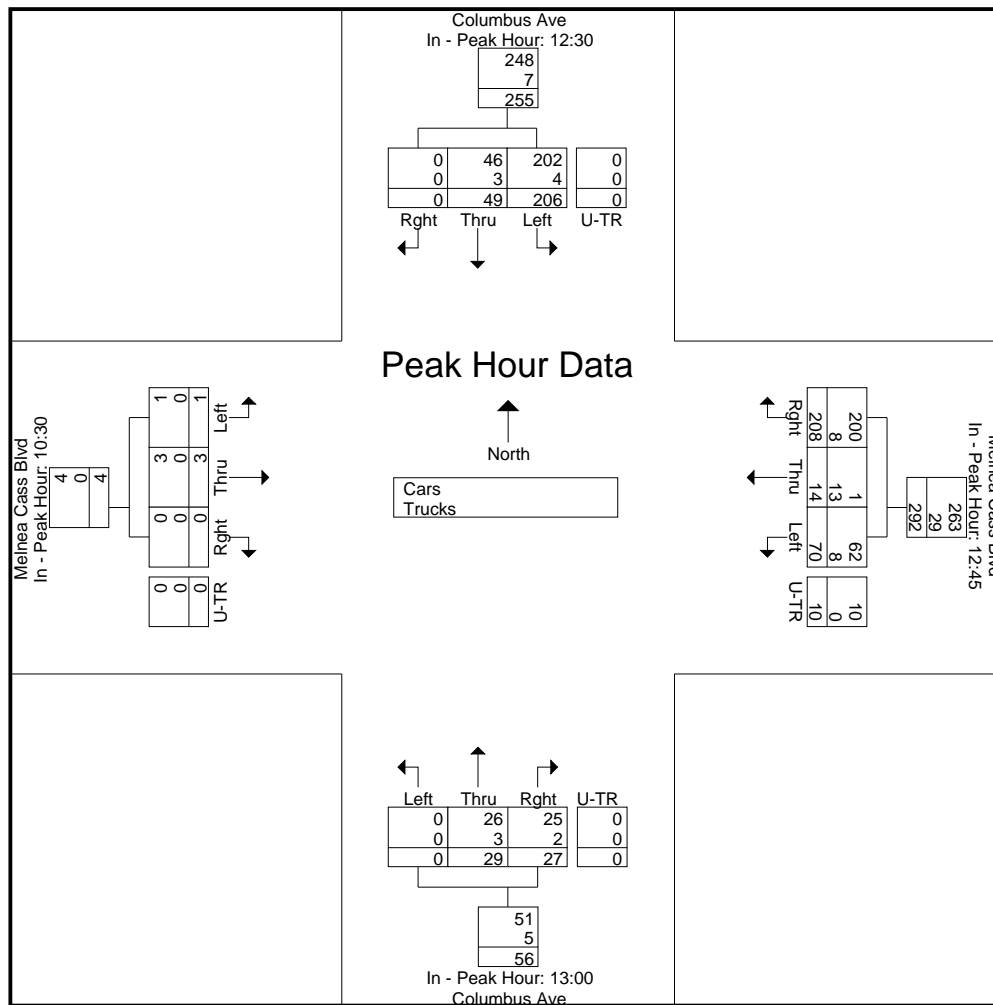 Columbus Ave
In - Peak Hour: 12:30
248
7
255
0 46 202 0
0 3 4 0
0 49 206 0
Rght Thru Left U-TR
Peak Hour Data
North
Cars
Trucks
Melnea Cass Blvd
In - Peak Hour: 10:30
4
0
4
1 0 1
Left
3 0 3
Thru
0 0 0
Rght
0 0 0
U-TR
Melnea Cass Blvd
In - Peak Hour: 12:45
263
29
292
200 1 62 10
8 13 8 0
208 14 70 10
Rght Thru Left U-TR
Left Thru Rght U-TR
0 26 25 0
0 3 2 0
0 29 27 0
51
5
56
In - Peak Hour: 13:00
Columbus Ave